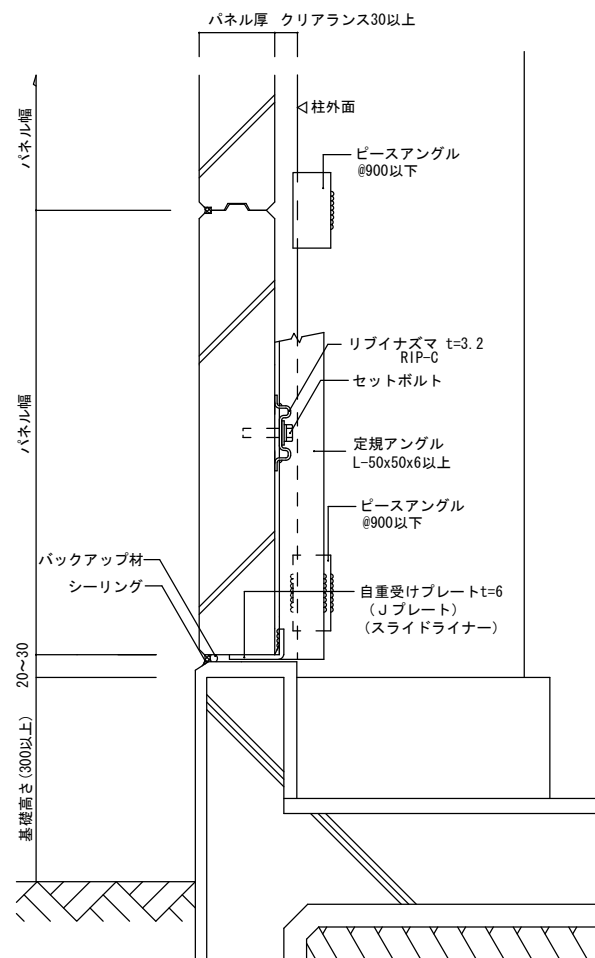 パネル厚 クリアランス30以上
柱外面
パネル幅
ピースアングル
@900以下
リブイナズマ t=3.2
RIP-C
セットボルト
パネル幅
定規アングル
L-50x50x6以上
ピースアングル
@900以下
バックアップ材
シーリング
自重受けプレートt=6
(Jプレート)
(スライドライナー)
20~30
基礎高さ(300以上)